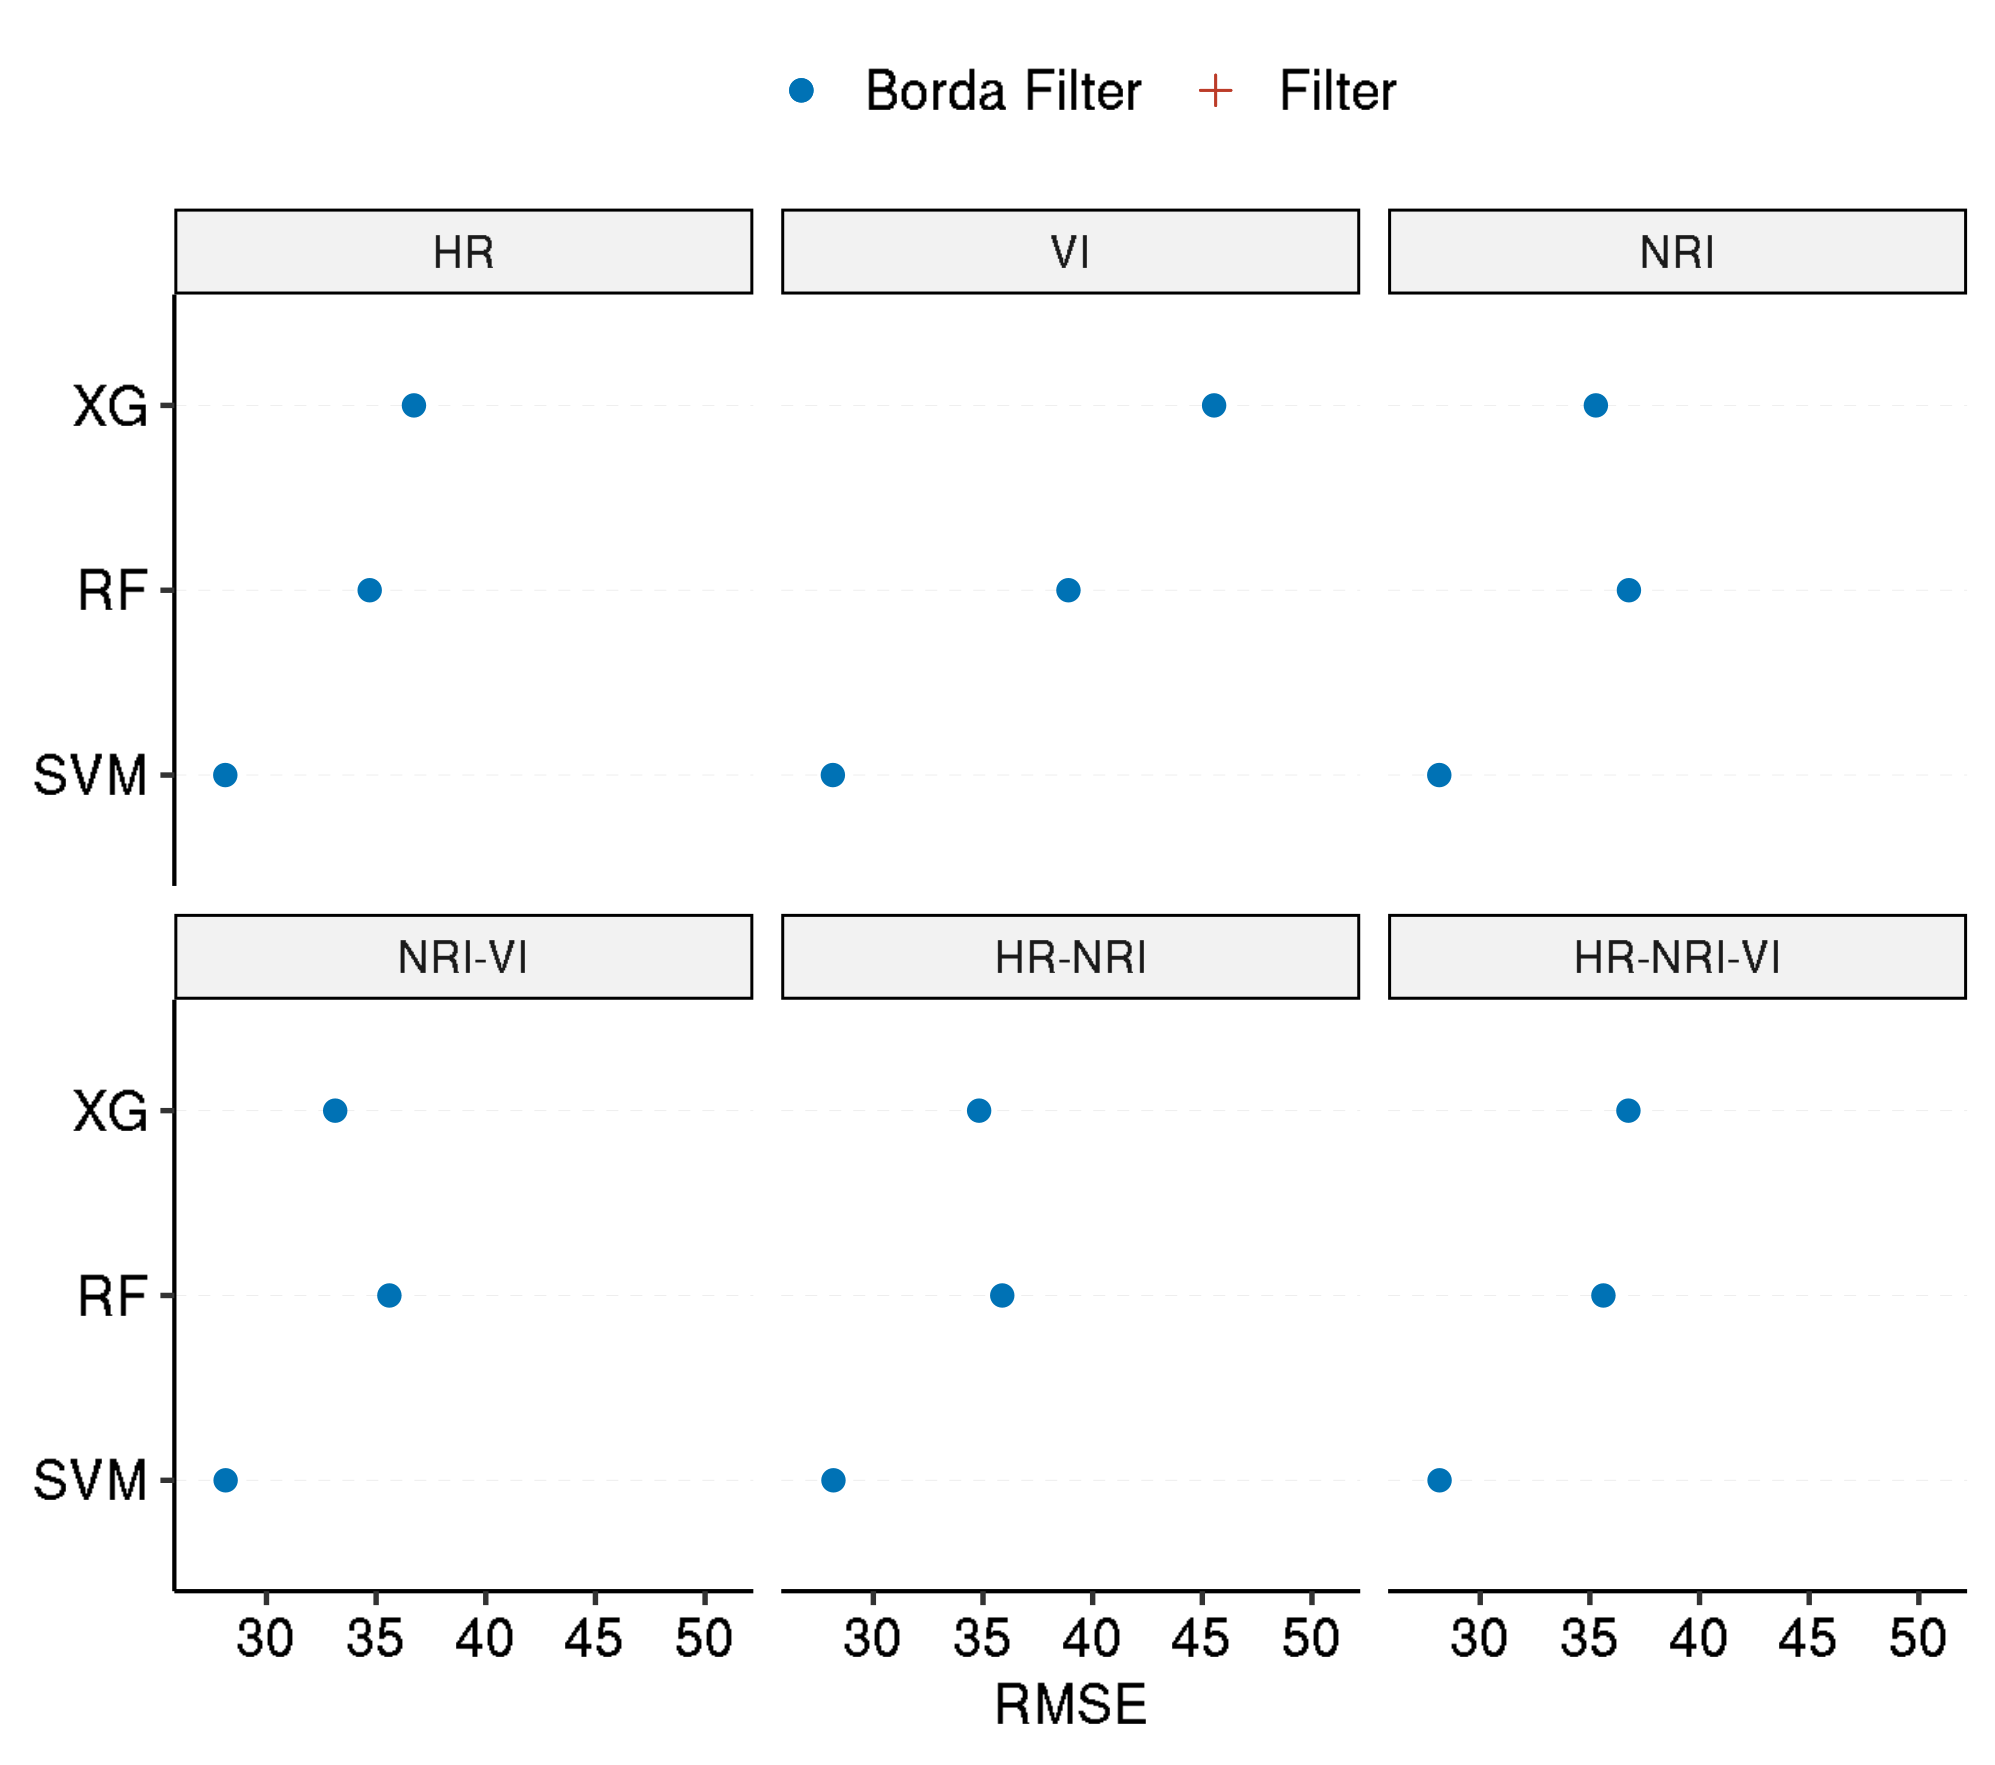 Borda Filter Filter
HR VI NRI
XG
RF
SVM
NRI-VI HR-NRI HR-NRI-VI
XG
RF
SVM
30 35 40 45 50 30 35 40 45 50 30 35 40 45 50
RMSE